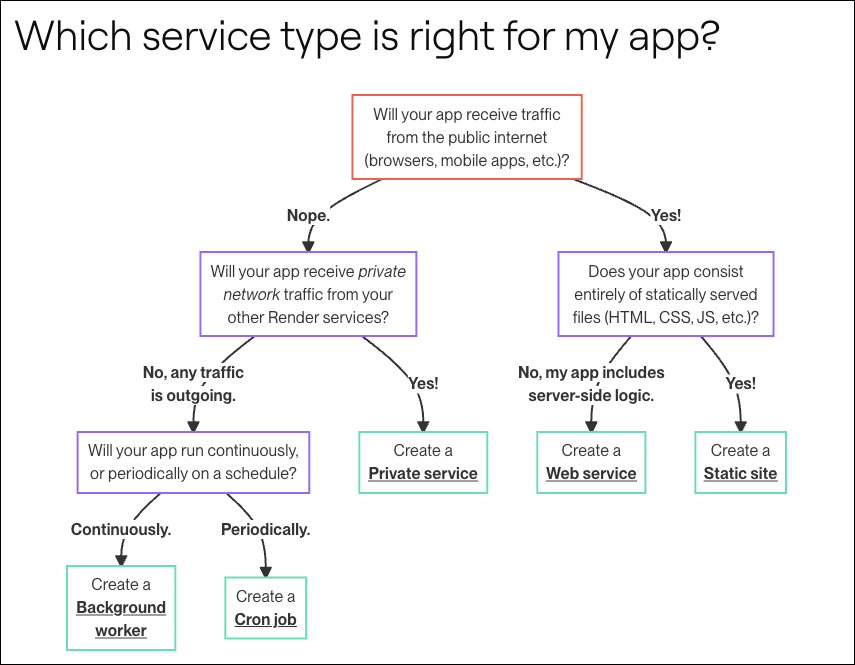 Which service type is right for my app?
Will your app receive traffic
from the public internet
(browsers, mobile apps, etc.)?
Nope.
Yes!
Will your app receive private
network traffic from your
other Render services?
Does your app consist
entirely of statically served
files (HTML, CSS, JS, etc.)?
No, any traffic
is outgoing.
Yes!
No, my app includes
server-side logic.
Yes!
Will your app run continuously,
or periodically on a schedule?
Create a
Private service
Create a
Web service
Create a
Static site
Continuously.
Periodically.
Create a
Background
worker
Create a
Cron job